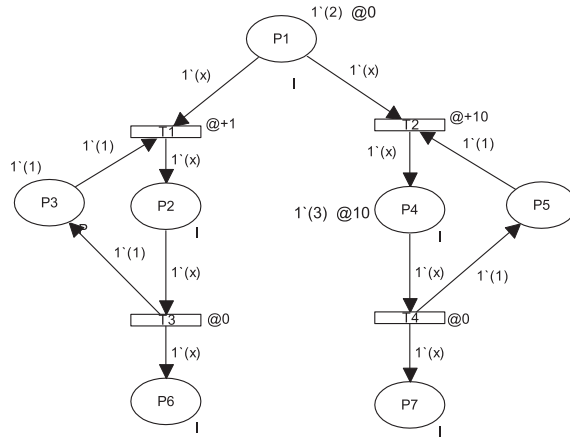 1`(2) @0
P1
I
1`(x)
1`(x)
T1
@+1
T2
@+10
1`(1)
1`(1)
1`(x)
1`(x)
1`(1)
P3
P2
I
1`(3) @10
P4
I
P5
P
1`(1)
1`(x)
1`(x)
1`(1)
T3
@0
T4
@0
1`(x)
1`(x)
P6
I
P7
I